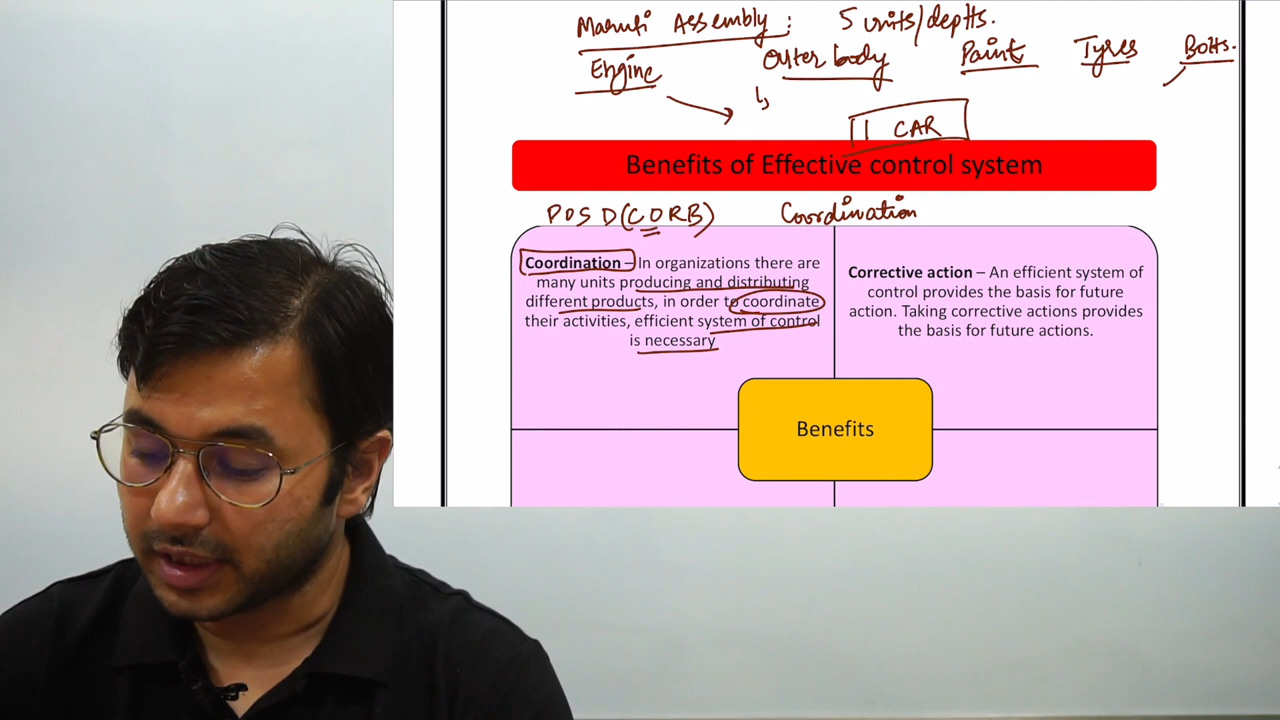 Maruti Assembly: 5 units/deptts.
Engine Outer body Paint Tyres Bolts.
1 CAR
Benefits of Effective control system
POSD(CORB) Coordination
Coordination – In organizations there are
many units producing and distributing
different products, in order to coordinate
their activities, efficient system of control
is necessary
Corrective action – An efficient system of
control provides the basis for future
action. Taking corrective actions provides
the basis for future actions.
Benefits